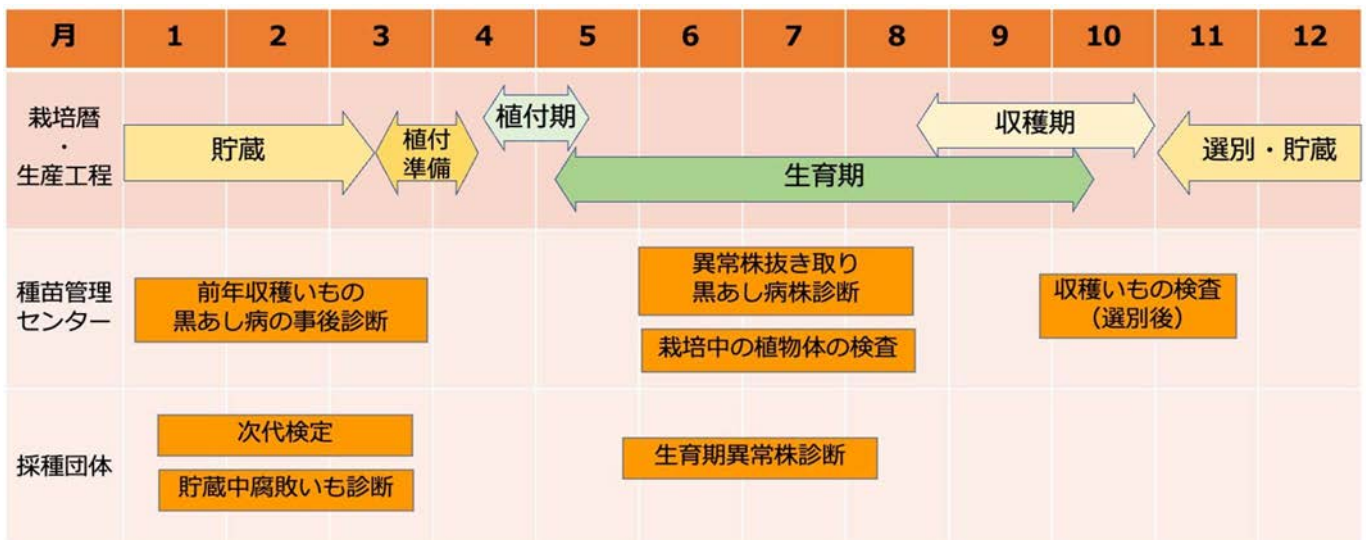 月 1 2 3 4 5 6 7 8 9 10 11 12
栽培暦
・
生産工程
貯蔵
植付
準備
植付期
生育期
収穫期
選別・貯蔵
種苗管理
センター
前年収穫いもの
黒あし病の事後診断
異常株抜き取り
黒あし病株診断
栽培中の植物体の検査
収穫いもの検査
（選別後）
採種団体
次代検定
貯蔵中腐敗いも診断
生育期異常株診断